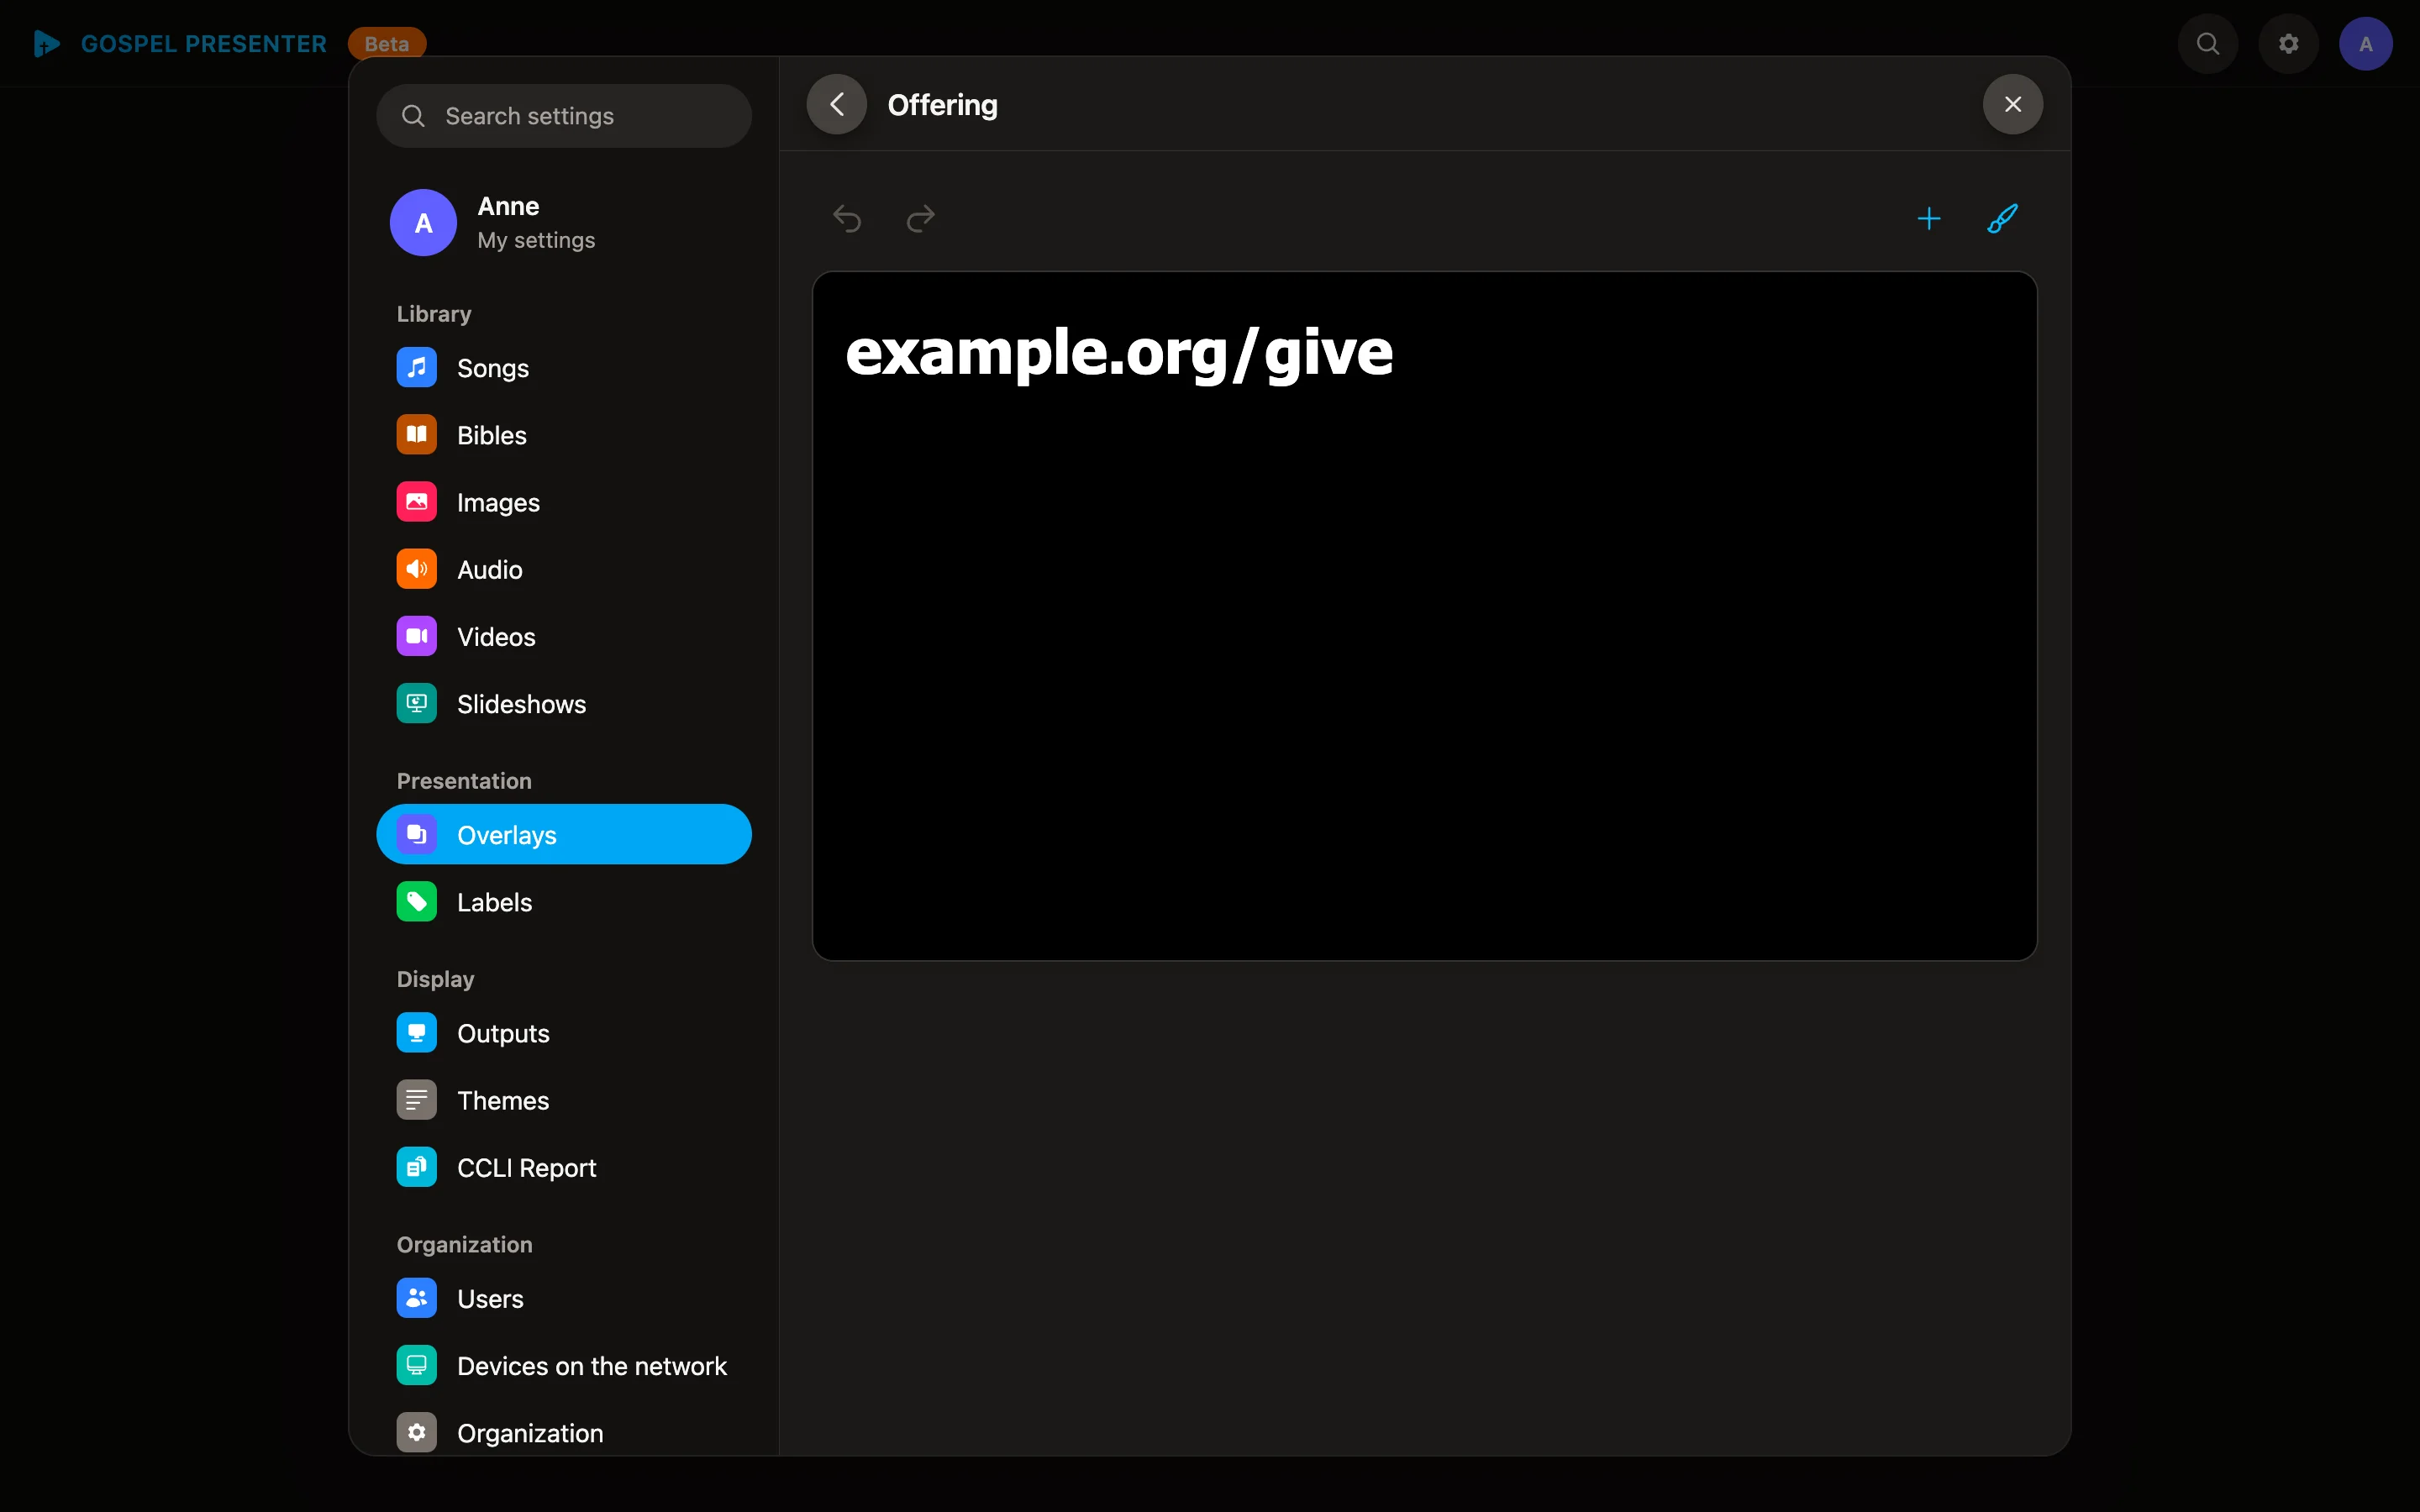 GOSPEL PRESENTER Beta
A
Search settings
Offering
A
Anne
My settings
example.org/give
Library
Songs
Bibles
Images
Audio
Videos
Slideshows
Presentation
Overlays
Labels
Display
Outputs
Themes
CCLI Report
Organization
Users
Devices on the network
Organization